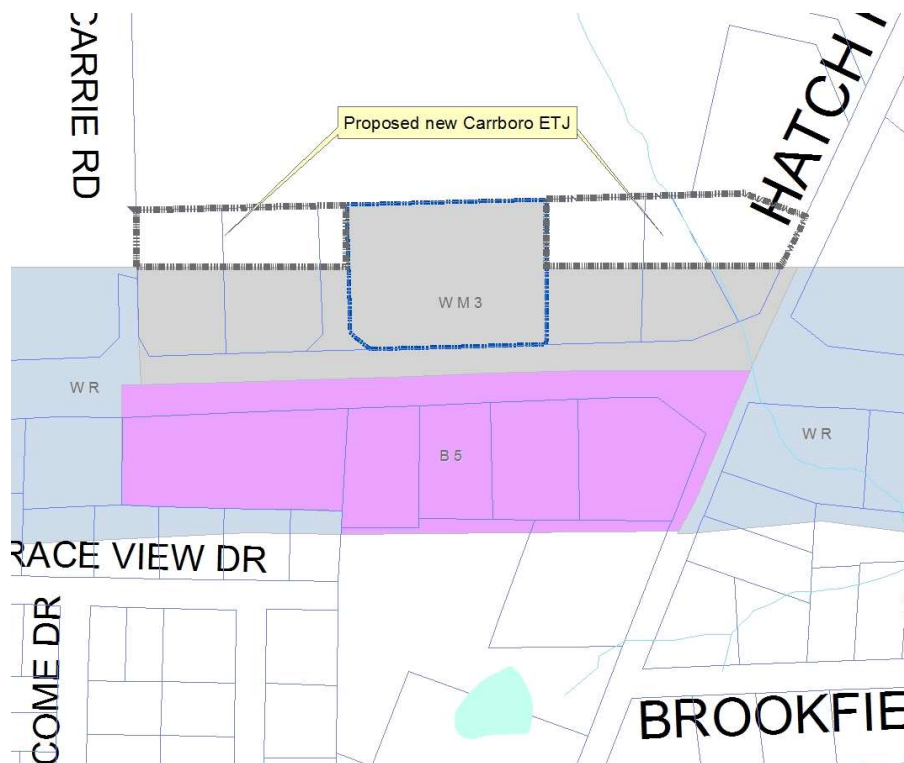 CARRIE RD
HATCH
Proposed new Carrboro ETJ
WM3
WR
B5
WR
RACE VIEW DR
COME DR
BROOKFIE